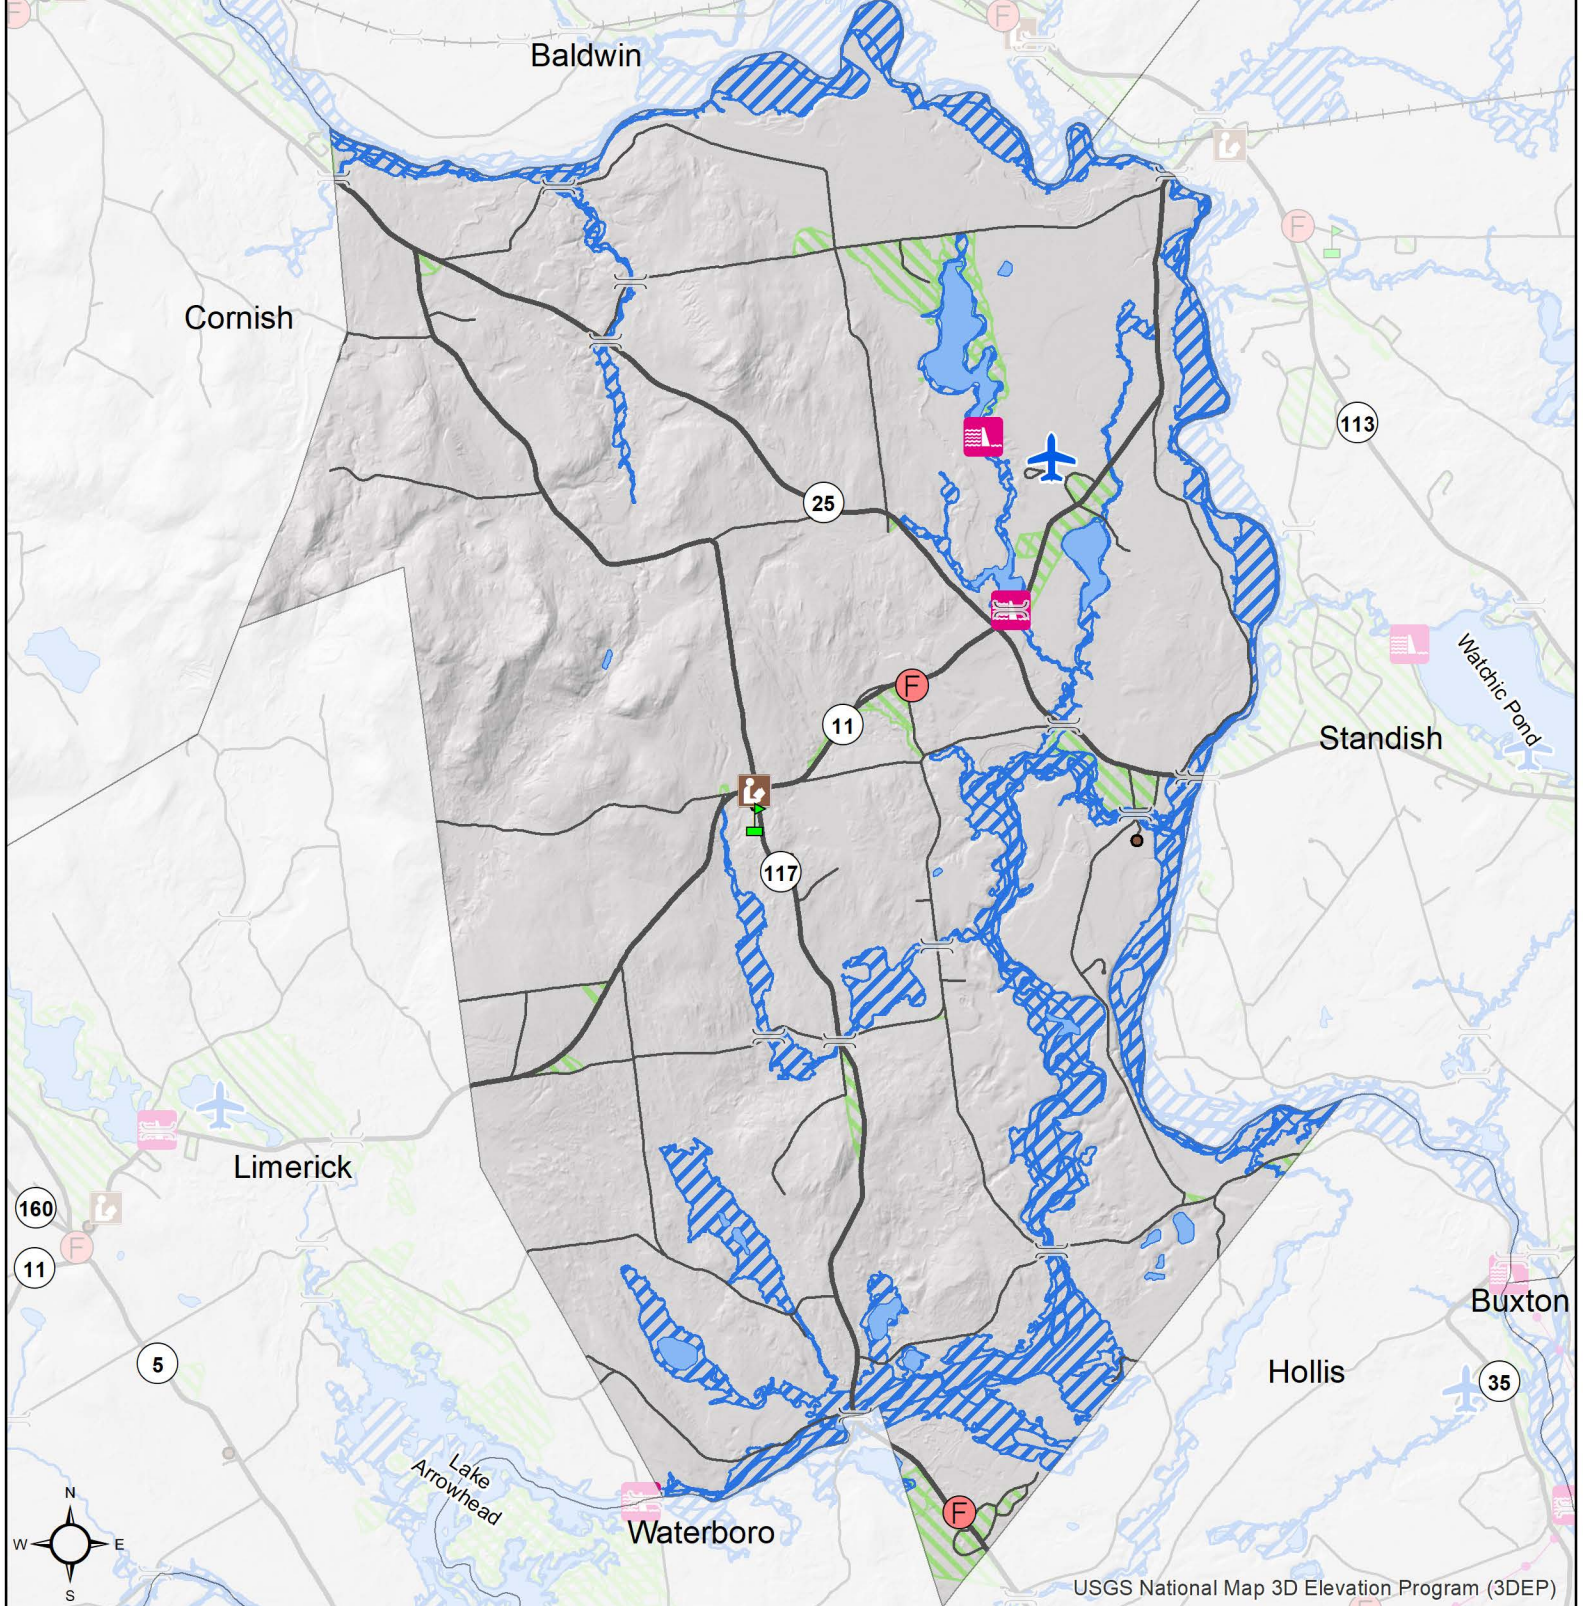 F
F
Baldwin
F
Cornish
113
25
Watchic Pond
F
11
Standish
117
Limerick
160
F
11
Buxton
5
Hollis
35
Lake
Arrowhead
N
W
E
S
F
Waterboro
USGS National Map 3D Elevation Program (3DEP)